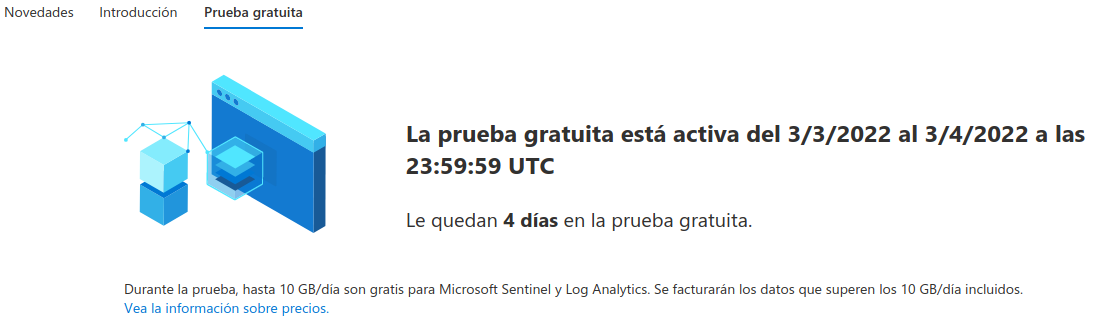 Novedades Introducción Prueba gratuita
La prueba gratuita está activa del 3/3/2022 al 3/4/2022 a las
23:59:59 UTC
Le quedan 4 días en la prueba gratuita.
Durante la prueba, hasta 10 GB/día son gratis para Microsoft Sentinel y Log Analytics. Se facturarán los datos que superen los 10 GB/día incluidos.
Vea la información sobre precios.